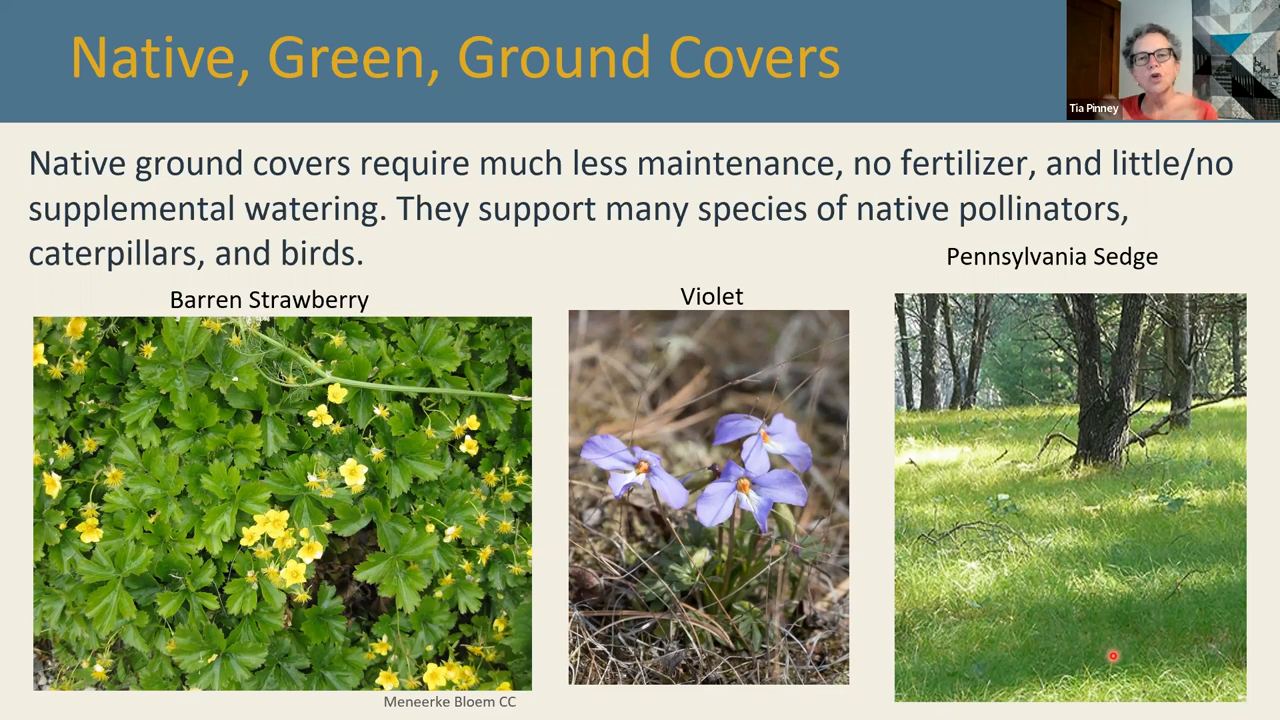 Native, Green, Ground Covers
Tia Pinney
Native ground covers require much less maintenance, no fertilizer, and little/no
supplemental watering. They support many species of native pollinators,
caterpillars, and birds.
Pennsylvania Sedge
Barren Strawberry
Violet
Meneerke Bloem CC